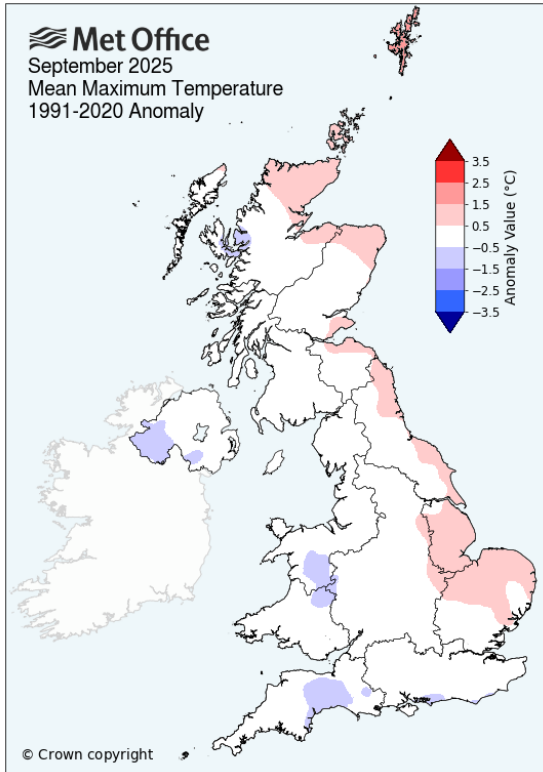 Met Office
September 2025
Mean Maximum Temperature
1991-2020 Anomaly
3.5
2.5
1.5
0.5
−0.5
−1.5
−2.5
−3.5
Anomaly Value (°C)
© Crown copyright